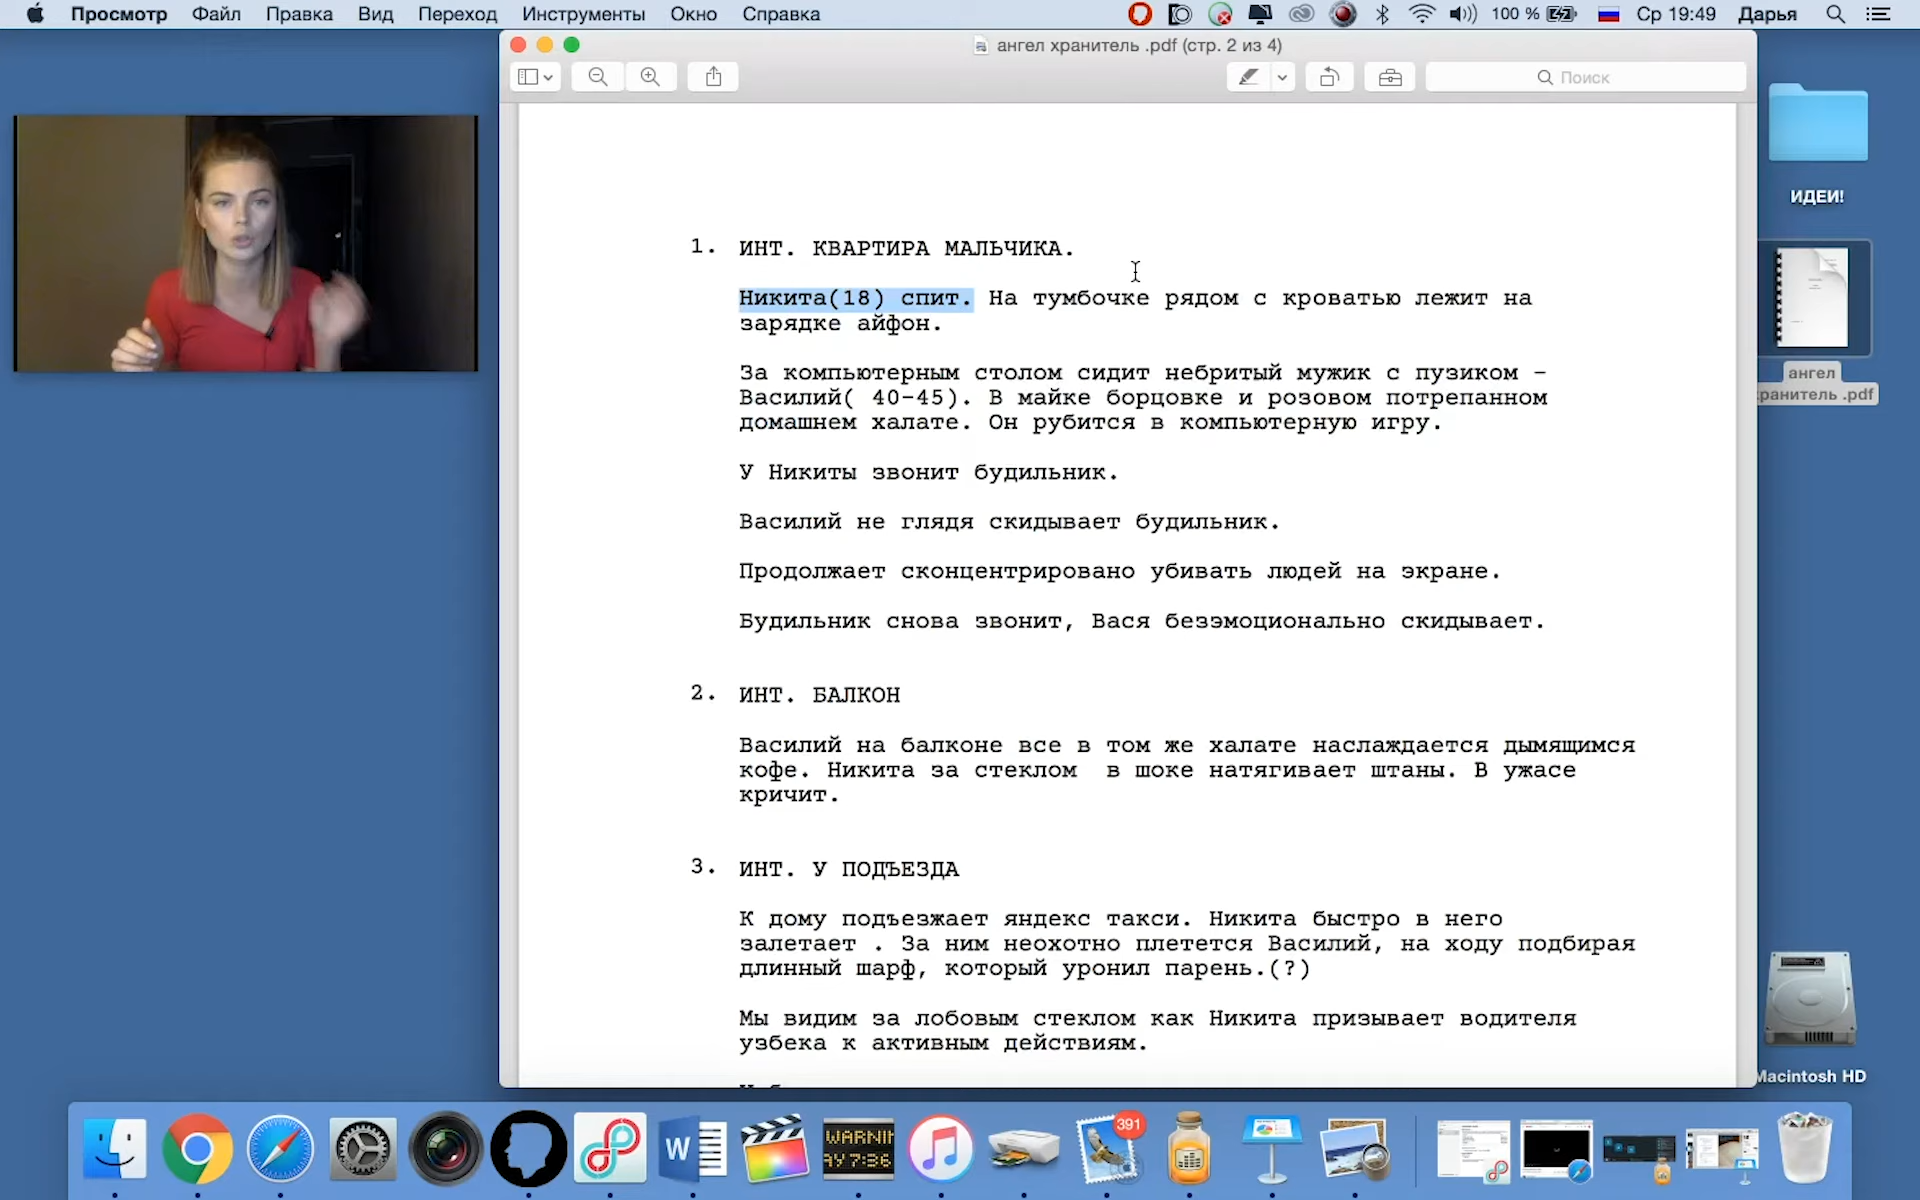 Просмотр Файл Правка Вид Переход Инструменты Окно Справка 100 % Ср 19:49 Дарья
ангел хранитель .pdf (стр. 2 из 4)
Поиск
1. ИНТ. КВАРТИРА МАЛЬЧИКА.
Никита(18) спит. На тумбочке рядом с кроватью лежит на
зарядке айфон.
За компьютерным столом сидит небритый мужик с пузиком –
Василий( 40-45). В майке борцовке и розовом потрепанном
домашнем халате. Он рубится в компьютерную игру.
У Никиты звонит будильник.
Василий не глядя скидывает будильник.
Продолжает сконцентрировано убивать людей на экране.
Будильник снова звонит, Вася безэмоционально скидывает.
2. ИНТ. БАЛКОН
Василий на балконе все в том же халате наслаждается дымящимся
кофе. Никита за стеклом  в шоке натягивает штаны. В ужасе
кричит.
3. ИНТ. У ПОДЪЕЗДА
К дому подъезжает яндекс такси. Никита быстро в него
залетает . За ним неохотно плетется Василий, на ходу подбирая
длинный шарф, который уронил парень.(?)
Мы видим за лобовым стеклом как Никита призывает водителя
узбека к активным действиям.
ИДЕИ!
ангел
хранитель .pdf
Macintosh HD
W
WARNIN
AY 7:36
391